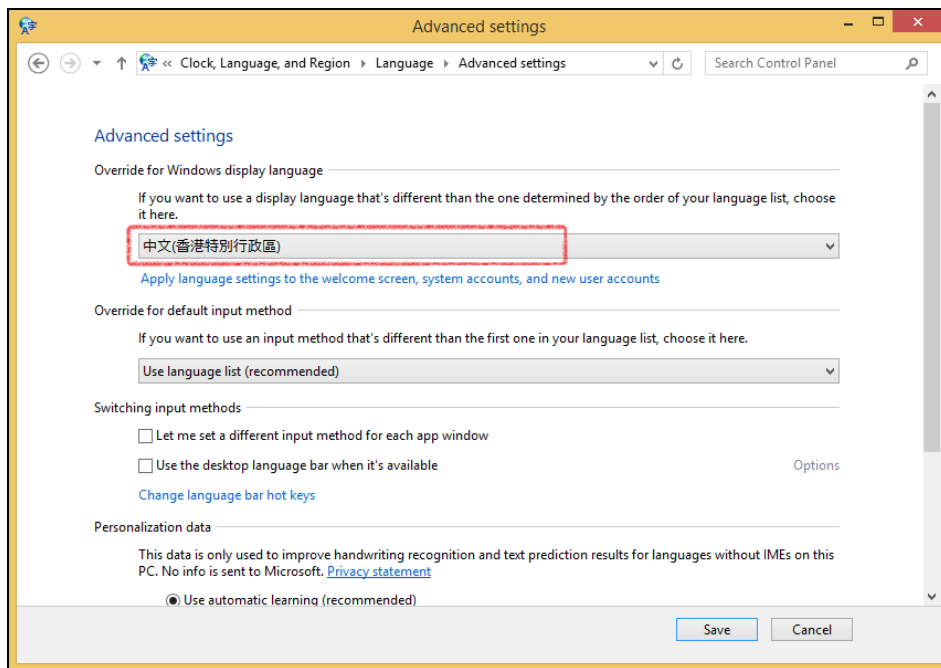 Advanced settings
« Clock, Language, and Region ▸ Language ▸ Advanced settings
Search Control Panel
Advanced settings
Override for Windows display language
If you want to use a display language that's different than the one determined by the order of your language list, choose
it here.
中文(香港特別行政區)
Apply language settings to the welcome screen, system accounts, and new user accounts
Override for default input method
If you want to use an input method that's different than the first one in your language list, choose it here.
Use language list (recommended)
Switching input methods
Let me set a different input method for each app window
Use the desktop language bar when it's available
Options
Change language bar hot keys
Personalization data
This data is only used to improve handwriting recognition and text prediction results for languages without IMEs on this
PC. No info is sent to Microsoft. Privacy statement
Use automatic learning (recommended)
Save
Cancel